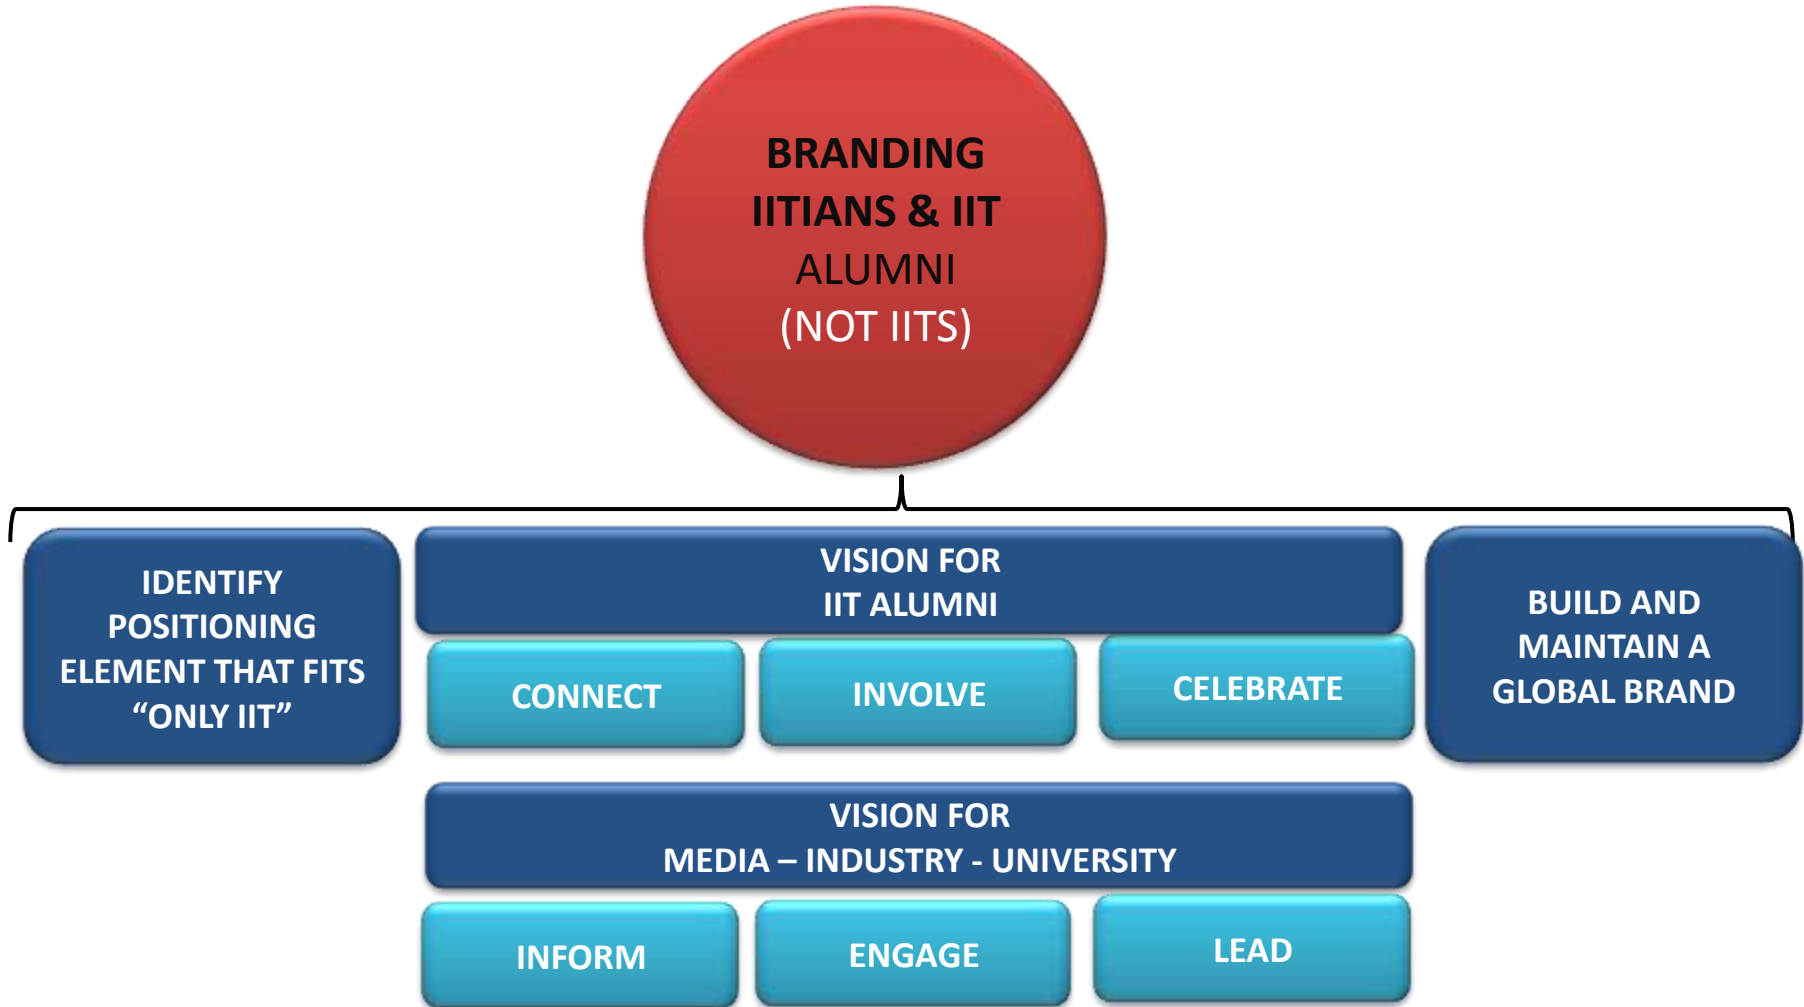 BRANDING
IITIANS & IIT
ALUMNI
(NOT IITS)
IDENTIFY
POSITIONING
ELEMENT THAT FITS
“ONLY IIT”
VISION FOR
IIT ALUMNI
CONNECT
INVOLVE
CELEBRATE
VISION FOR
MEDIA – INDUSTRY - UNIVERSITY
INFORM
ENGAGE
LEAD
BUILD AND
MAINTAIN A
GLOBAL BRAND